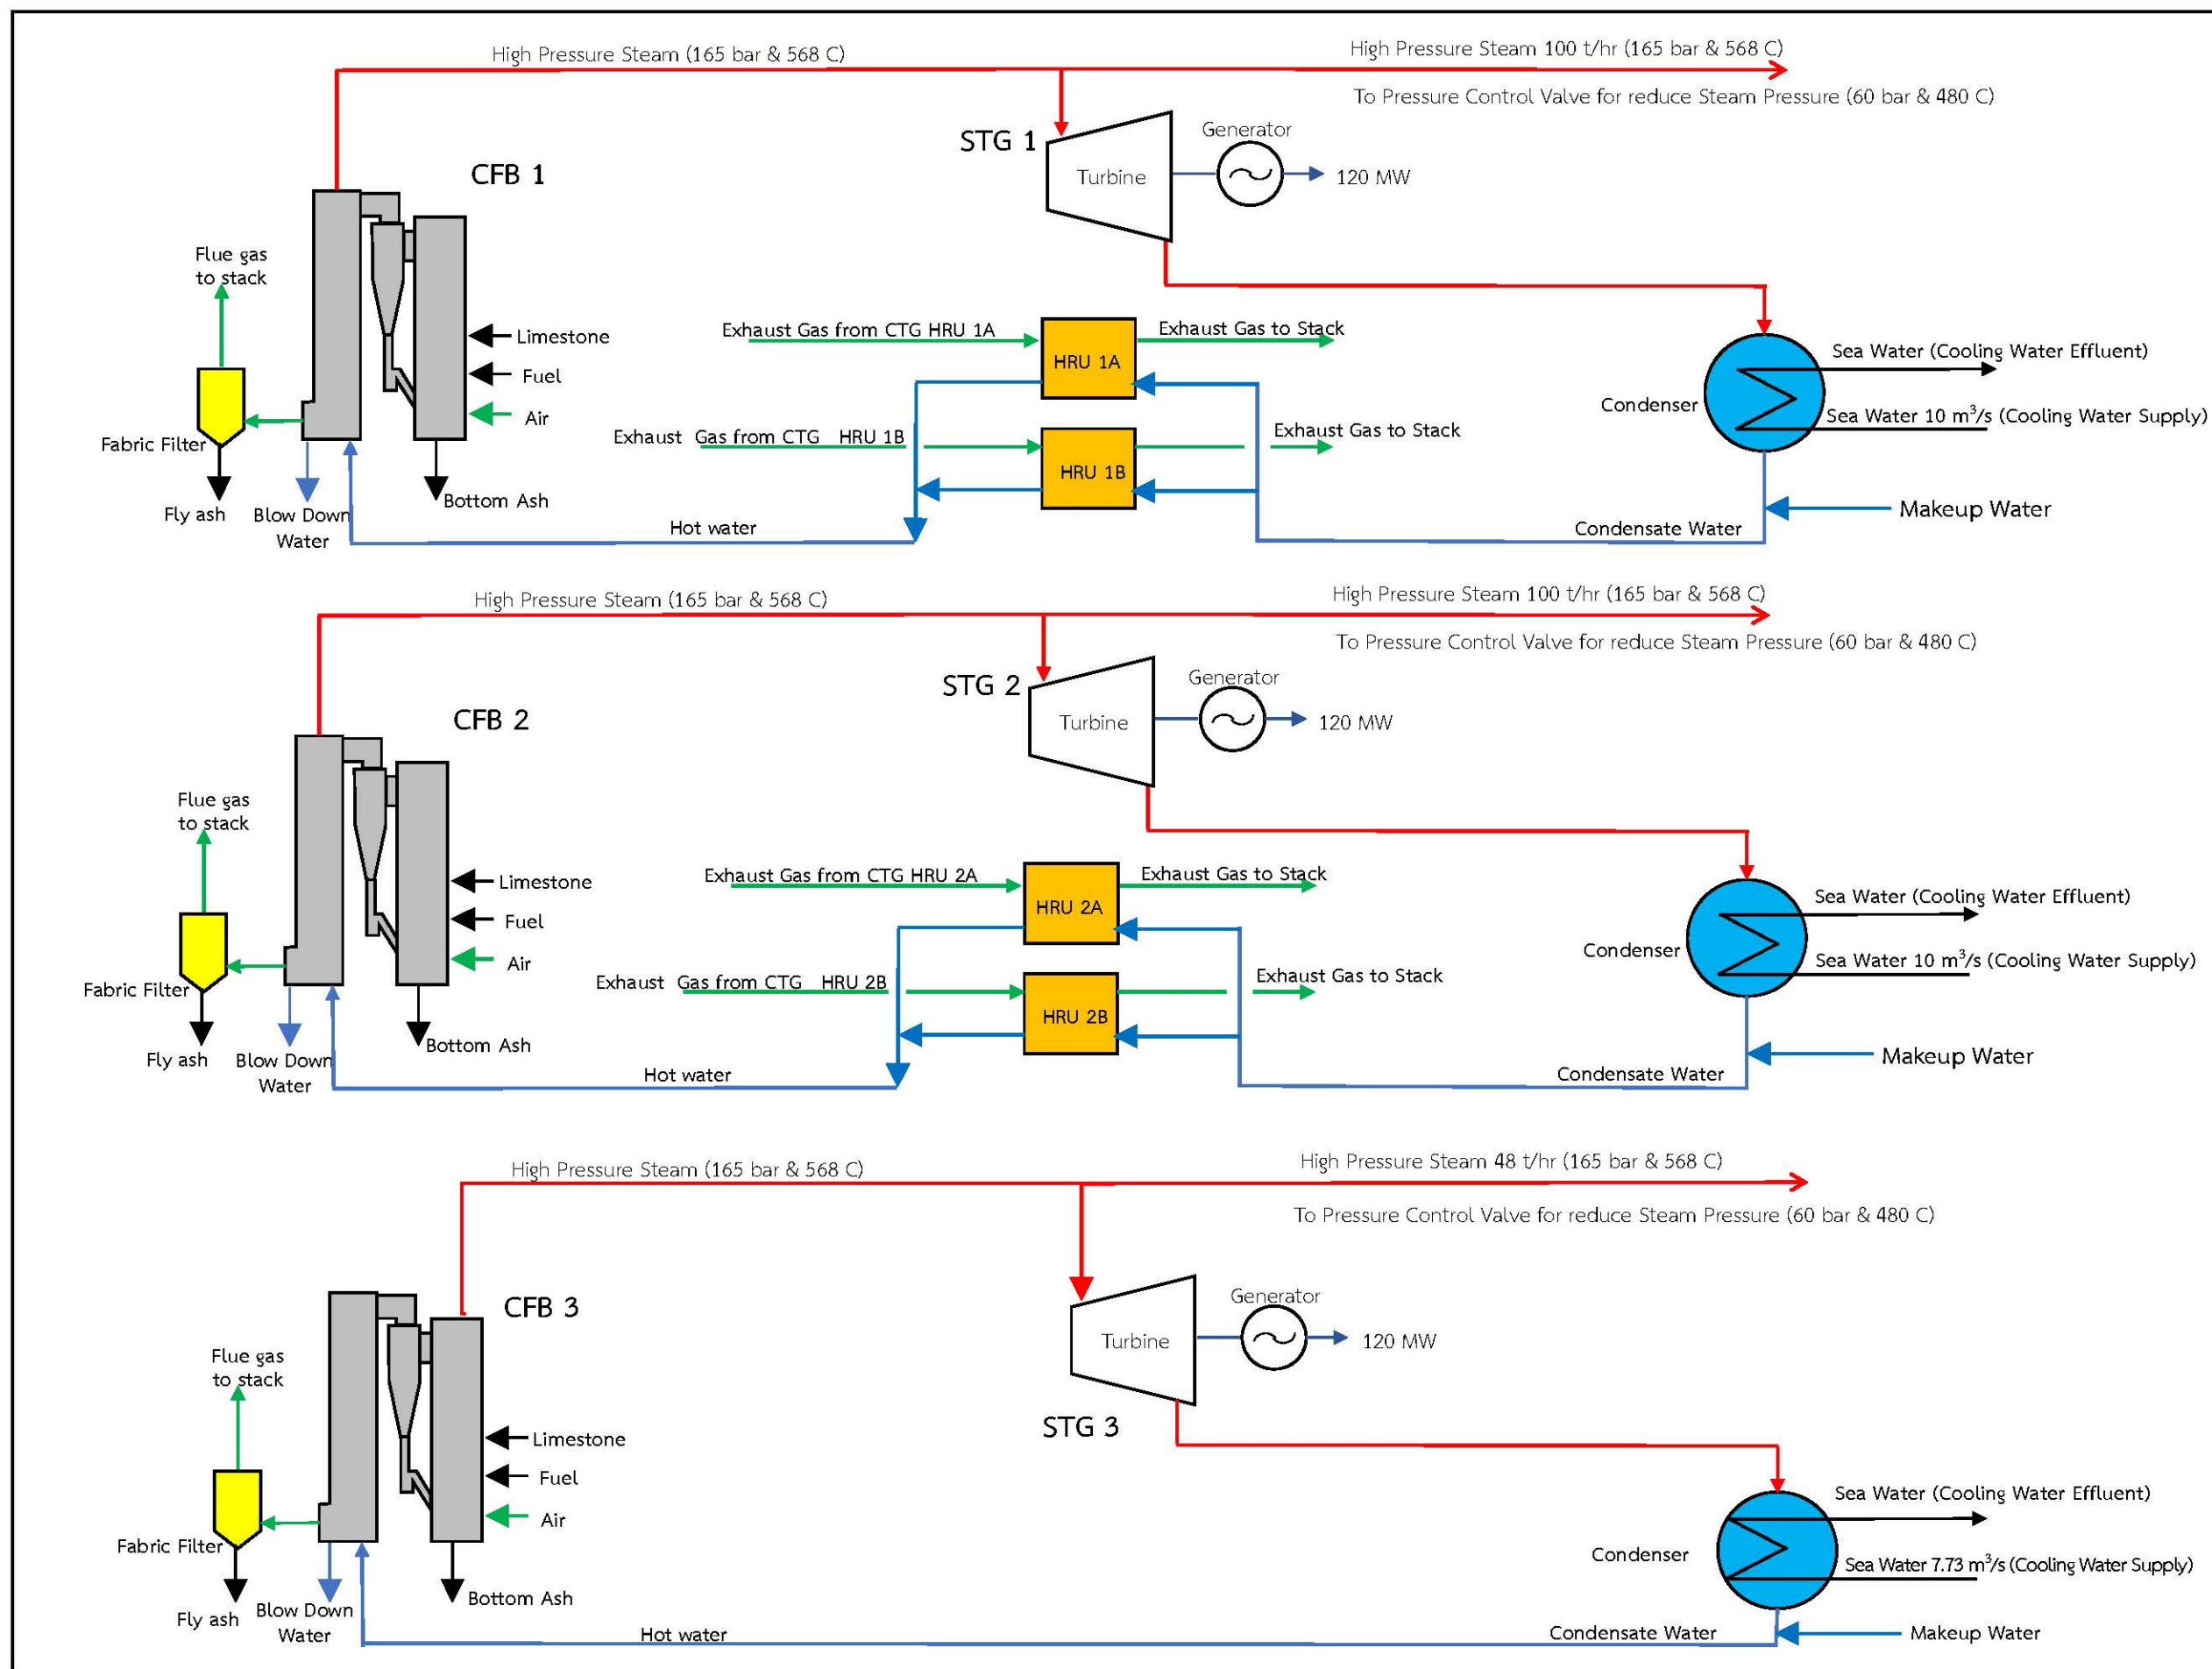 High Pressure Steam (165 bar & 568 C)
High Pressure Steam 100 t/hr (165 bar & 568 C)
To Pressure Control Valve for reduce Steam Pressure (60 bar & 480 C)
STG 1
Generator
Turbine
120 MW
CFB 1
Flue gas
to stack
Limestone
Fuel
Air
Fabric Filter
Fly ash
Blow Down
Water
Bottom Ash
Exhaust Gas from CTG HRU 1A
HRU 1A
Exhaust Gas to Stack
Exhaust Gas from CTG HRU 1B
HRU 1B
Exhaust Gas to Stack
Sea Water (Cooling Water Effluent)
Condenser
Sea Water 10 m³/s (Cooling Water Supply)
Makeup Water
Hot water
Condensate Water
High Pressure Steam (165 bar & 568 C)
High Pressure Steam 100 t/hr (165 bar & 568 C)
To Pressure Control Valve for reduce Steam Pressure (60 bar & 480 C)
STG 2
Generator
Turbine
120 MW
CFB 2
Flue gas
to stack
Limestone
Fuel
Air
Fabric Filter
Fly ash
Blow Down
Water
Bottom Ash
Exhaust Gas from CTG HRU 2A
HRU 2A
Exhaust Gas to Stack
Exhaust Gas from CTG HRU 2B
HRU 2B
Exhaust Gas to Stack
Sea Water (Cooling Water Effluent)
Condenser
Sea Water 10 m³/s (Cooling Water Supply)
Makeup Water
Hot water
Condensate Water
High Pressure Steam (165 bar & 568 C)
High Pressure Steam 48 t/hr (165 bar & 568 C)
To Pressure Control Valve for reduce Steam Pressure (60 bar & 480 C)
CFB 3
Generator
Turbine
120 MW
STG 3
Flue gas
to stack
Limestone
Fuel
Air
Fabric Filter
Fly ash
Blow Down
Water
Bottom Ash
Sea Water (Cooling Water Effluent)
Condenser
Sea Water 7.73 m³/s (Cooling Water Supply)
Hot water
Condensate Water
Makeup Water